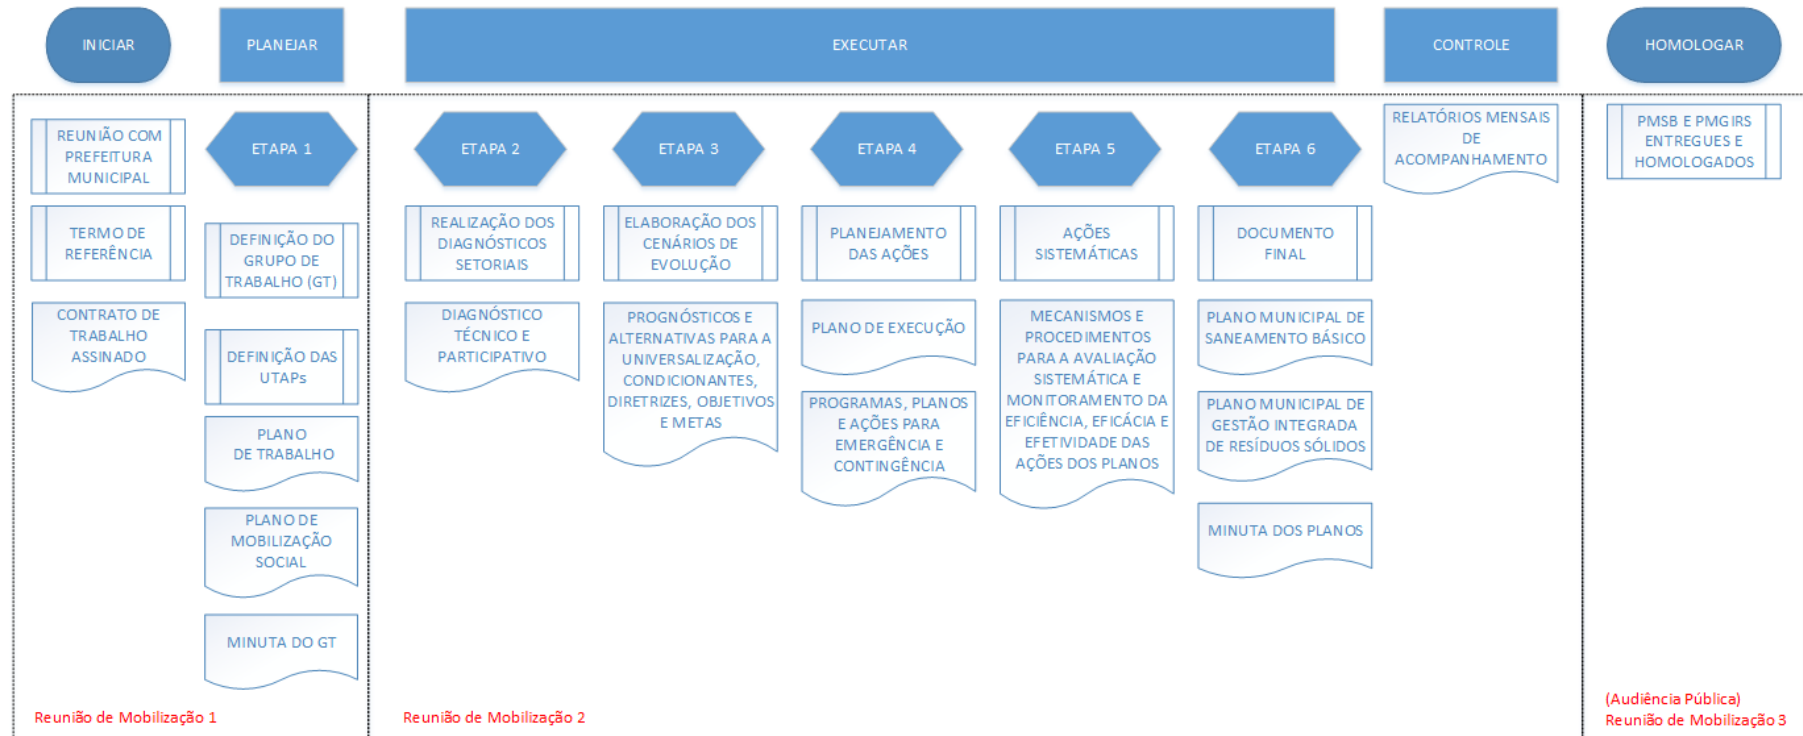 INICIAR
PLANEJAR
EXECUTAR
CONTROLE
HOMOLOGAR
REUNIÃO COM
PREFEITURA
MUNICIPAL
TERMO DE
REFERÊNCIA
CONTRATO DE
TRABALHO
ASSINADO
ETAPA 1
DEFINIÇÃO DO
GRUPO DE
TRABALHO (GT)
DEFINIÇÃO DAS
UTAPs
PLANO
DE TRABALHO
PLANO DE
MOBILIZAÇÃO
SOCIAL
MINUTA DO GT
Reunião de Mobilização 1
ETAPA 2
REALIZAÇÃO DOS
DIAGNÓSTICOS
SETORIAIS
DIAGNÓSTICO
TÉCNICO E
PARTICIPATIVO
ETAPA 3
ELABORAÇÃO DOS
CENÁRIOS DE
EVOLUÇÃO
PROGNÓSTICOS E
ALTERNATIVAS PARA A
UNIVERSALIZAÇÃO,
CONDICIONANTES,
DIRETRIZES, OBJETIVOS
E METAS
ETAPA 4
PLANEJAMENTO
DAS AÇÕES
PLANO DE EXECUÇÃO
PROGRAMAS, PLANOS
E AÇÕES PARA
EMERGÊNCIA E
CONTINGÊNCIA
ETAPA 5
AÇÕES
SISTEMÁTICAS
MECANISMOS E
PROCEDIMENTOS
PARA A AVALIAÇÃO
SISTEMÁTICA E
MONITORAMENTO DA
EFICIÊNCIA, EFICÁCIA E
EFETIVIDADE DAS
AÇÕES DOS PLANOS
ETAPA 6
DOCUMENTO
FINAL
PLANO MUNICIPAL DE
SANEAMENTO BÁSICO
PLANO MUNICIPAL DE
GESTÃO INTEGRADA
DE RESÍDUOS SÓLIDOS
MINUTA DOS PLANOS
RELATÓRIOS MENSAIS
DE
ACOMPANHAMENTO
Reunião de Mobilização 2
PMSB E PMGIRS
ENTREGUES E
HOMOLOGADOS
(Audiência Pública)
Reunião de Mobilização 3